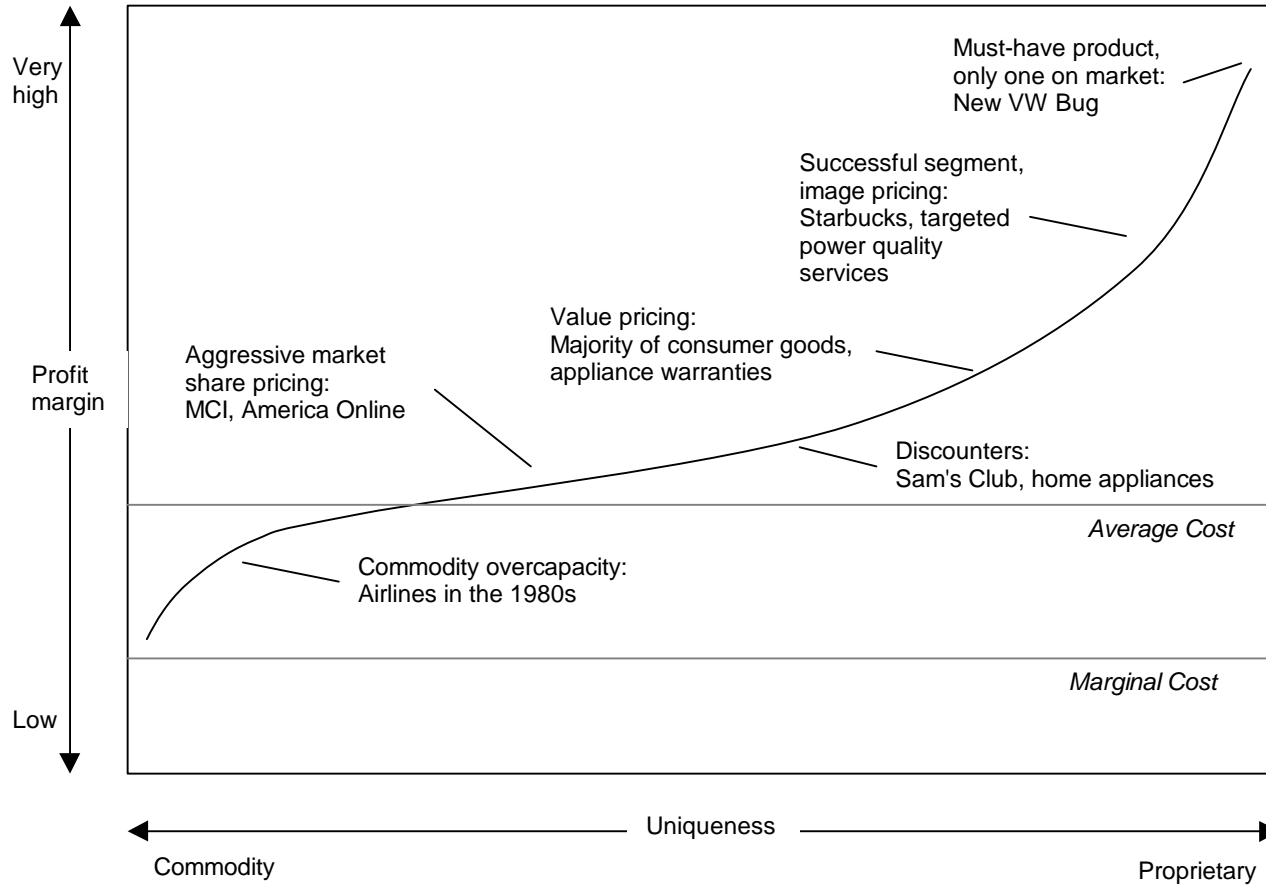 Very
high
Must-have product,
only one on market:
New VW Bug
Successful segment,
image pricing:
Starbucks, targeted
power quality
services
Value pricing:
Majority of consumer goods,
appliance warranties
Aggressive market
share pricing:
MCI, America Online
Profit
margin
Discounters:
Sam's Club, home appliances
Average Cost
Commodity overcapacity:
Airlines in the 1980s
Marginal Cost
Low
Uniqueness
Commodity
Proprietary